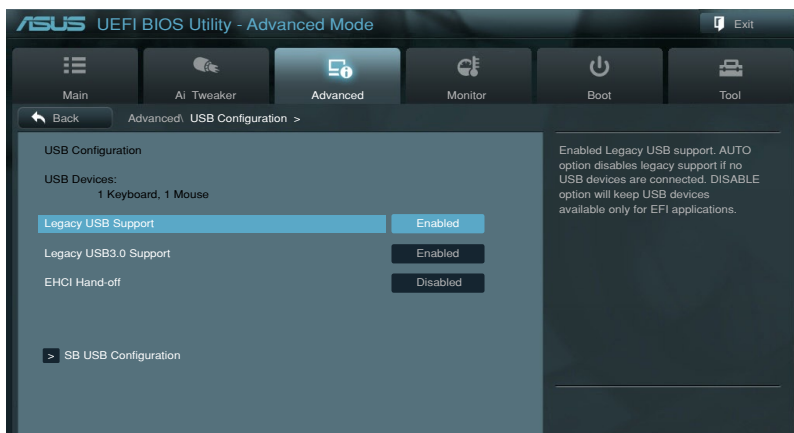 ASUS UEFI BIOS Utility - Advanced Mode
Exit
Main
Ai Tweaker
Advanced
Monitor
Boot
Tool
Back
Advanced\ USB Configuration >
USB Configuration
USB Devices:
1 Keyboard, 1 Mouse
Legacy USB Support Enabled
Legacy USB3.0 Support Enabled
EHCI Hand-off Disabled
> SB USB Configuration
Enabled Legacy USB support. AUTO
option disables legacy support if no
USB devices are connected. DISABLE
option will keep USB devices
available only for EFI applications.